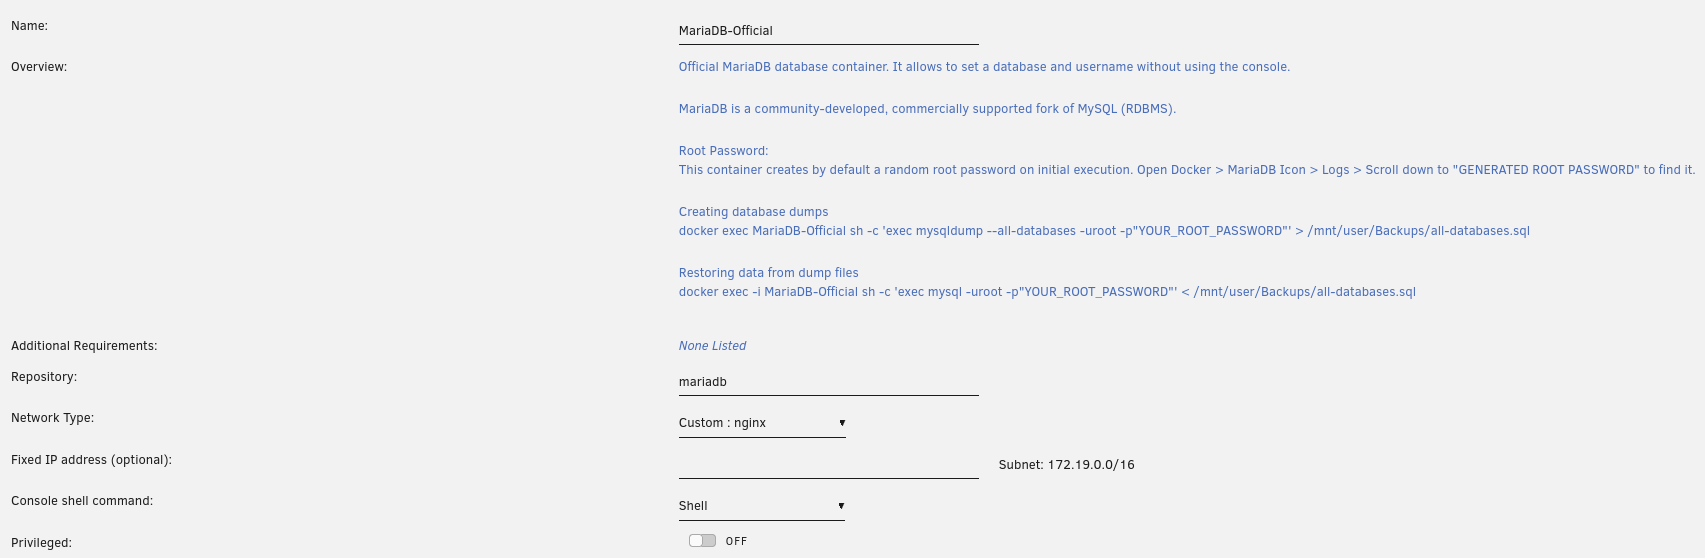 Name:
MariaDB-Official
Overview:
Official MariaDB database container. It allows to set a database and username without using the console.
MariaDB is a community-developed, commercially supported fork of MySQL (RDBMS).
Root Password:
This container creates by default a random root password on initial execution. Open Docker > MariaDB Icon > Logs > Scroll down to "GENERATED ROOT PASSWORD" to find it.
Creating database dumps
docker exec MariaDB-Official sh -c 'exec mysqldump --all-databases -uroot -p"YOUR_ROOT_PASSWORD"' > /mnt/user/Backups/all-databases.sql
Restoring data from dump files
docker exec -i MariaDB-Official sh -c 'exec mysql -uroot -p"YOUR_ROOT_PASSWORD"' < /mnt/user/Backups/all-databases.sql
Additional Requirements:
None Listed
Repository:
mariadb
Network Type:
Custom : nginx
Fixed IP address (optional):
Subnet: 172.19.0.0/16
Console shell command:
Shell
Privileged:
OFF